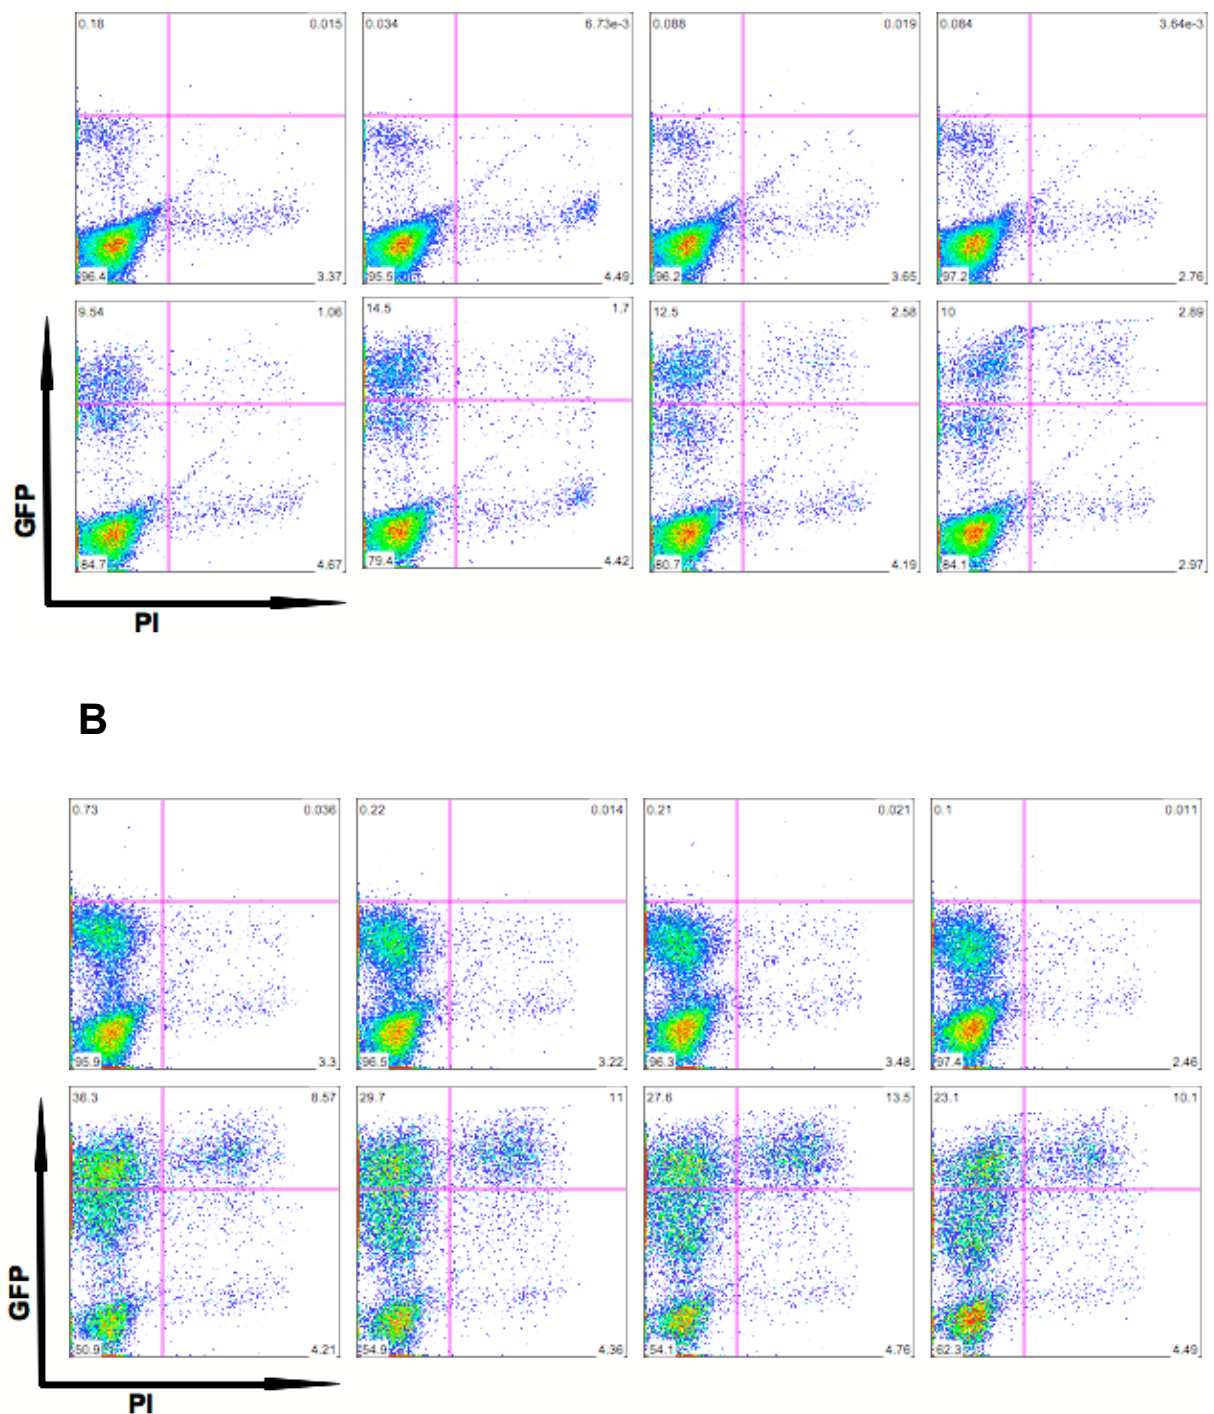 0.18 0.015 0.034 6.73e-3 0.088 0.019 0.084 3.64e-3
96.4 3.37 95.5 4.49 96.2 3.65 97.2 2.76
9.54 1.06 14.5 1.7 12.5 2.58 10 2.89
84.7 4.67 79.4 4.42 80.7 4.19 84.1 2.97
GFP
PI
B
0.73 0.036 0.22 0.014 0.21 0.021 0.1 0.011
95.9 3.3 96.5 3.22 96.3 3.48 97.4 2.46
36.3 8.57 29.7 11 27.6 13.5 23.1 10.1
50.9 4.21 54.9 4.36 54.1 4.76 62.3 4.49
GFP
PI